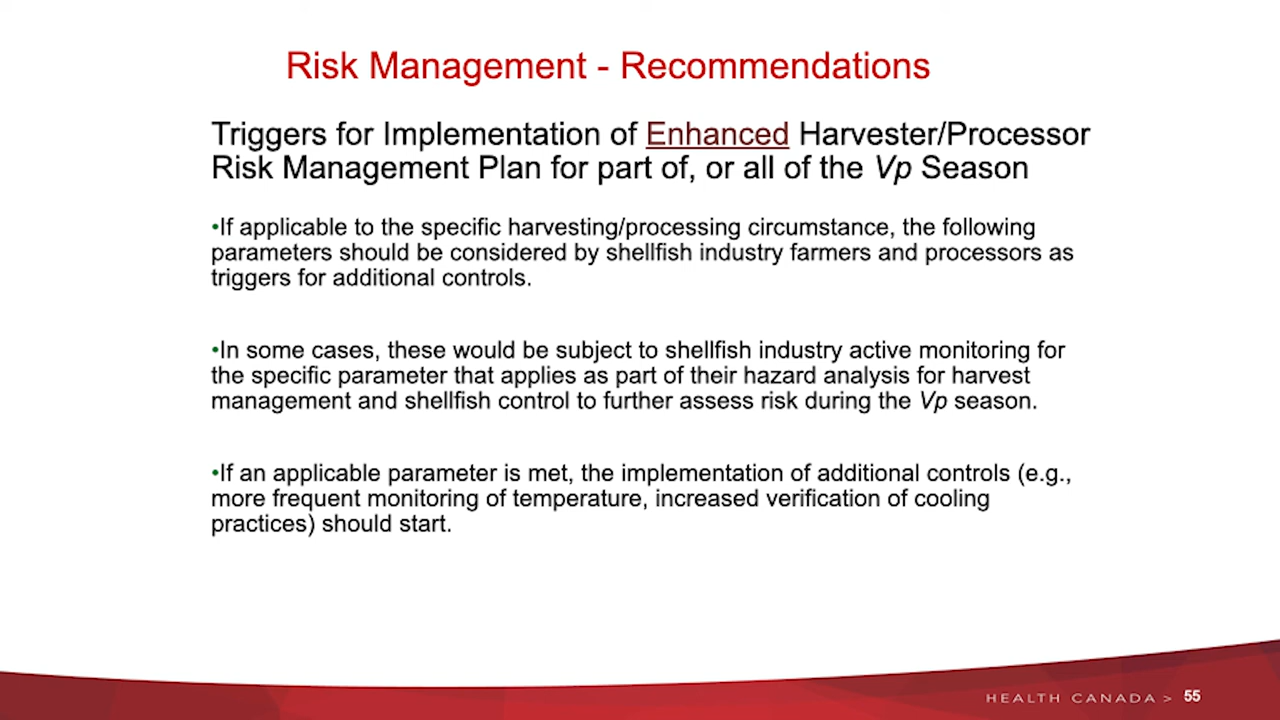 Risk Management - Recommendations
Triggers for Implementation of Enhanced Harvester/Processor
Risk Management Plan for part of, or all of the Vp Season
•If applicable to the specific harvesting/processing circumstance, the following
parameters should be considered by shellfish industry farmers and processors as
triggers for additional controls.
•In some cases, these would be subject to shellfish industry active monitoring for
the specific parameter that applies as part of their hazard analysis for harvest
management and shellfish control to further assess risk during the Vp season.
•If an applicable parameter is met, the implementation of additional controls (e.g.,
more frequent monitoring of temperature, increased verification of cooling
practices) should start.
HEALTH CANADA > 55